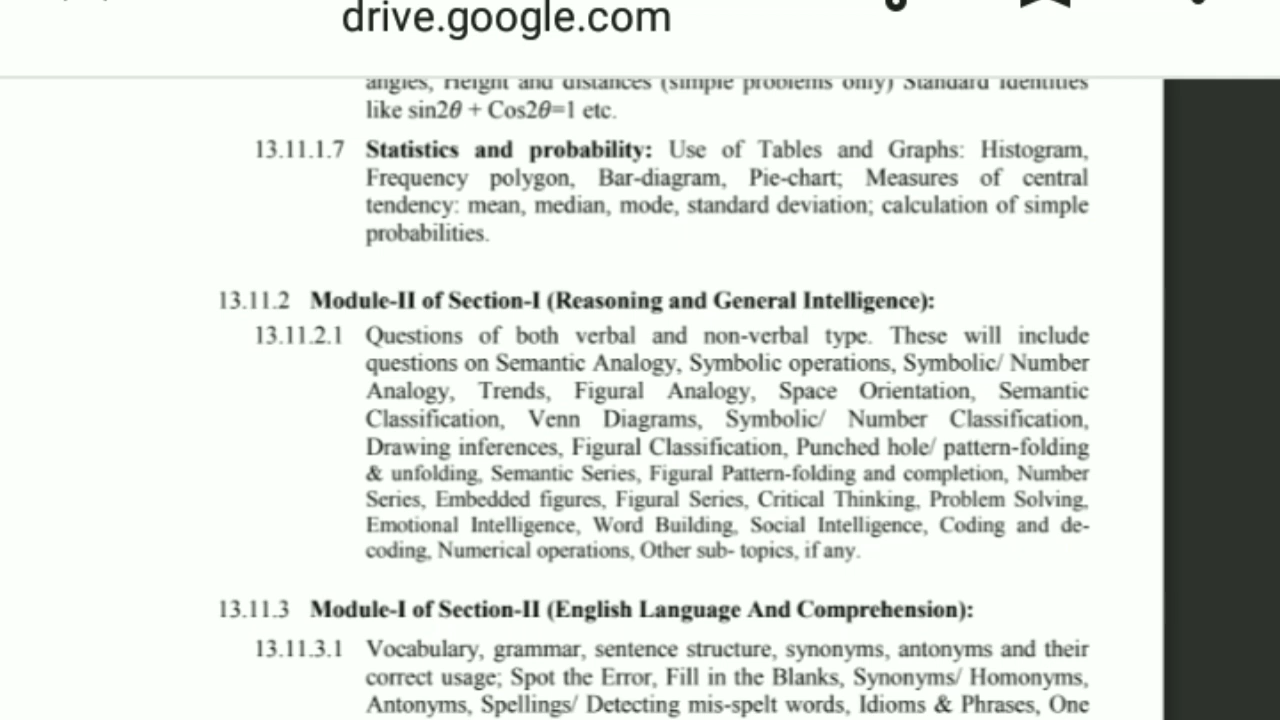 drive.google.com
angles, Height and distances (simple problems only) Standard Identities
like sin2θ + Cos2θ=1 etc.
13.11.1.7 Statistics and probability: Use of Tables and Graphs: Histogram,
Frequency polygon, Bar-diagram, Pie-chart; Measures of central
tendency: mean, median, mode, standard deviation; calculation of simple
probabilities.
13.11.2 Module-II of Section-I (Reasoning and General Intelligence):
13.11.2.1 Questions of both verbal and non-verbal type. These will include
questions on Semantic Analogy, Symbolic operations, Symbolic/ Number
Analogy, Trends, Figural Analogy, Space Orientation, Semantic
Classification, Venn Diagrams, Symbolic/ Number Classification,
Drawing inferences, Figural Classification, Punched hole/ pattern-folding
& unfolding, Semantic Series, Figural Pattern-folding and completion, Number
Series, Embedded figures, Figural Series, Critical Thinking, Problem Solving,
Emotional Intelligence, Word Building, Social Intelligence, Coding and de-
coding, Numerical operations, Other sub- topics, if any.
13.11.3 Module-I of Section-II (English Language And Comprehension):
13.11.3.1 Vocabulary, grammar, sentence structure, synonyms, antonyms and their
correct usage; Spot the Error, Fill in the Blanks, Synonyms/ Homonyms,
Antonyms, Spellings/ Detecting mis-spelt words, Idioms & Phrases, One